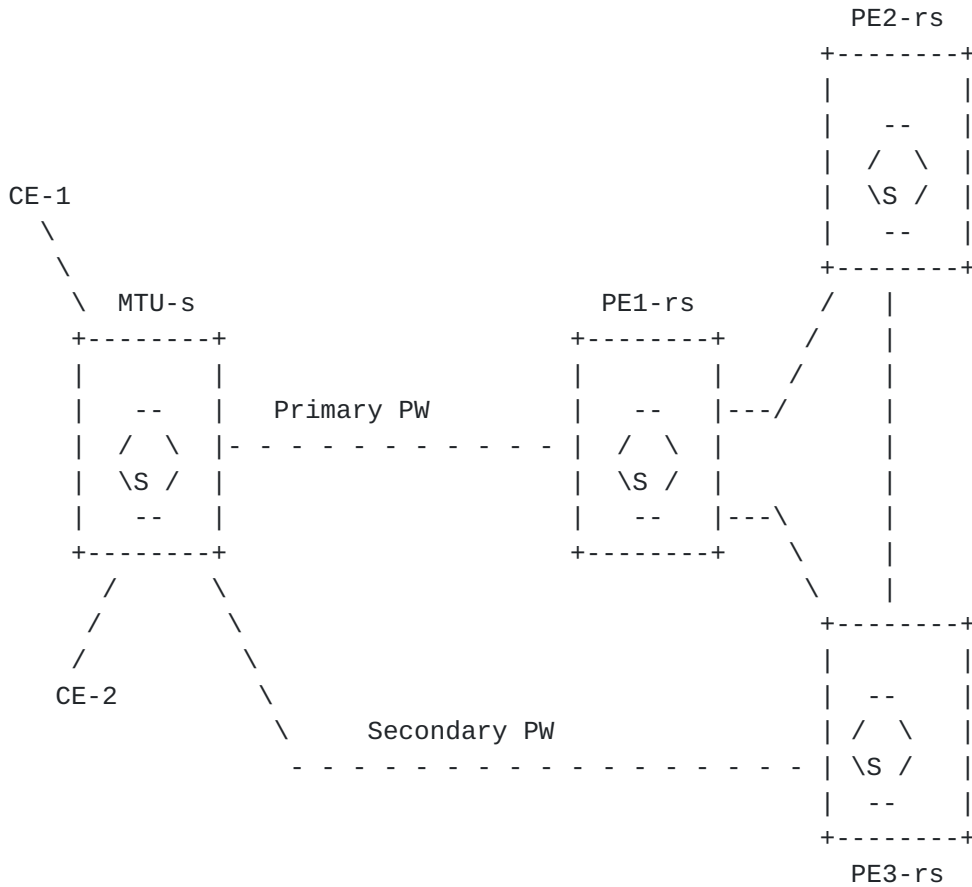 PE2-rs
+--------+
|        |
|   --   |
|  /  \  |
CE-1 |  \S /  |
\ |   --   |
\ +--------+
\  MTU-s PE1-rs /   |
+--------+ +--------+ /    |
|        | |        | /     |
|   --   |   Primary PW |   --   |---/      |
|  /  \  |- - - - - - - - - - - |  /  \  |          |
|  \S /  | |  \S /  |          |
|   --   | |   --   |---\      |
+--------+ +--------+ \     |
/      \ \    |
/        \ +--------+
/          \ |        |
CE-2 \ |  --    |
\     Secondary PW | /  \   |
- - - - - - - - - - - - - - - - - | \S /   |
|  --    |
+--------+
PE3-rs